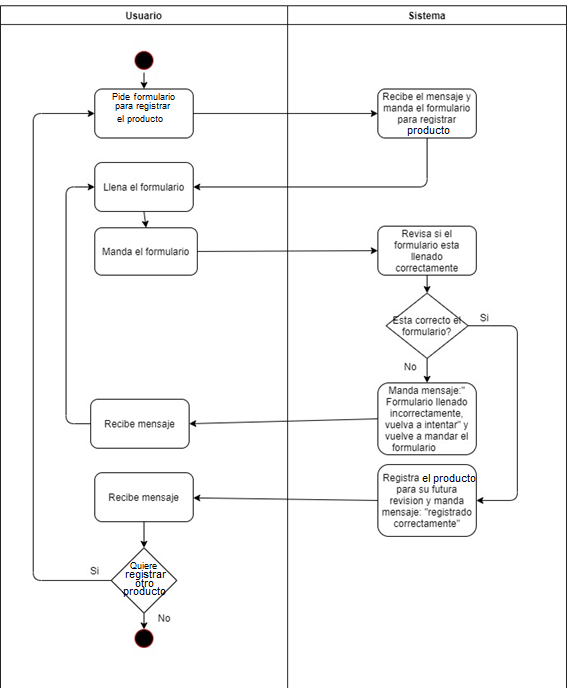 Usuario
Sistema
Pide formulario
para registrar
el producto
Recibe el mensaje y
manda el formulario
para registrar
producto
Llena el formulario
Manda el formulario
Revisa si el
formulario esta
llenado
correctamente
Esta correcto el
formulario?
Si
No
Manda mensaje:"
Formulario llenado
incorrectamente,
vuelva a intentar" y
vuelve a mandar el
formulario
Recibe mensaje
Registra el producto
para su futura
revision y manda
mensaje: "registrado
correctamente"
Recibe mensaje
Quiere
registrar
otro
producto
Si
No